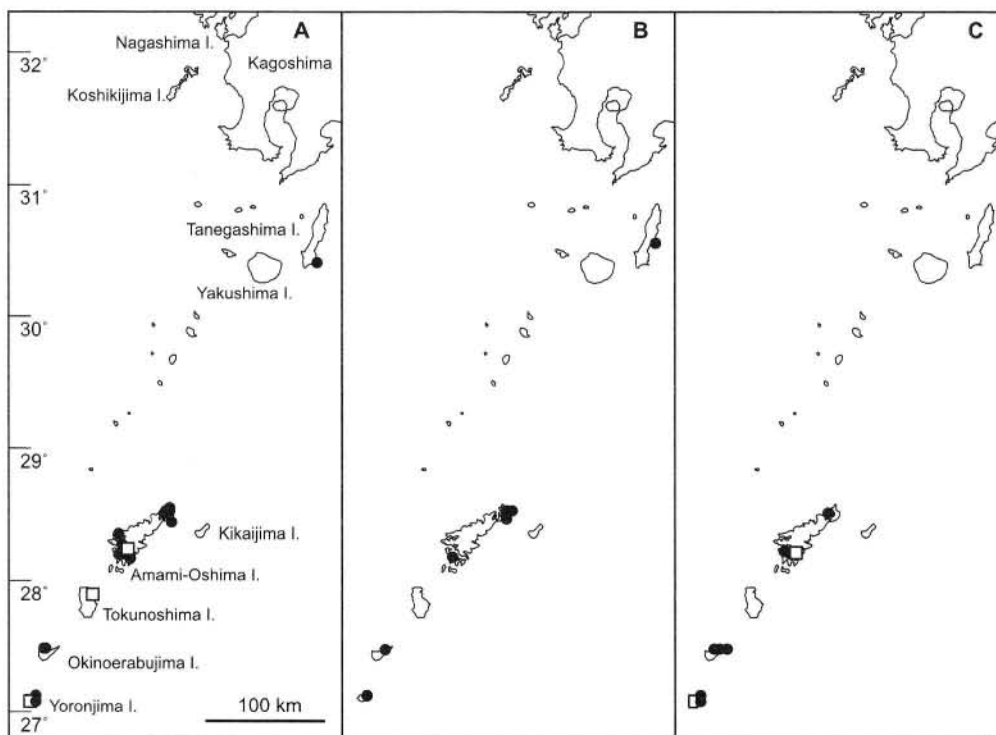 A
B
C
Nagashima I.
32°
Kagoshima
Koshikijima I.
31°
Tanegashima I.
Yakushima I.
30°
29°
Kikaijima I.
Amami-Oshima I.
28°
Tokunoshima I.
Okinoerabujima I.
Yoronjima I.
100 km
27°